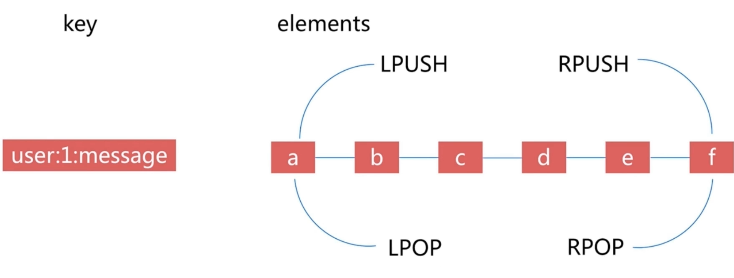 key elements
LPUSH RPUSH
user:1:message a b c d e f
LPOP RPOP